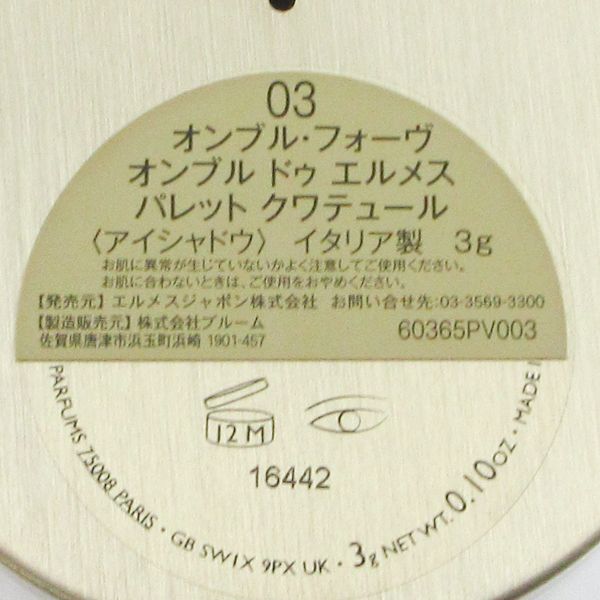 03
オンブル・フォーヴ
オンブル ドゥ エルメス
パレット クワテュール
〈アイシャドウ〉 イタリア製 3g
お肌に異常が生じていないかよく注意してご使用ください。
お肌に合わないときは、ご使用をおやめください。
【発売元】エルメスジャポン株式会社 お問い合せ先:03-3569-3300
【製造販売元】株式会社ブルーム 60365PV003
佐賀県唐津市浜玉町浜崎 1901-457
12 M
16442
PARFUMS 75008 PARIS · GB SW1X 9PX UK · 3g NET WT. 0.10 OZ · MADE